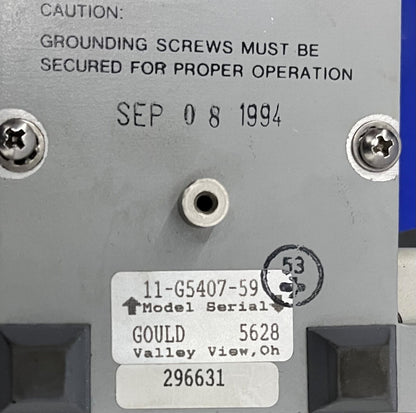 CAUTION:
GROUNDING SCREWS MUST BE
SECURED FOR PROPER OPERATION
SEP 08 1994
53
11-G5407-59
Model Serial
GOULD 5628
Valley View, Oh
296631